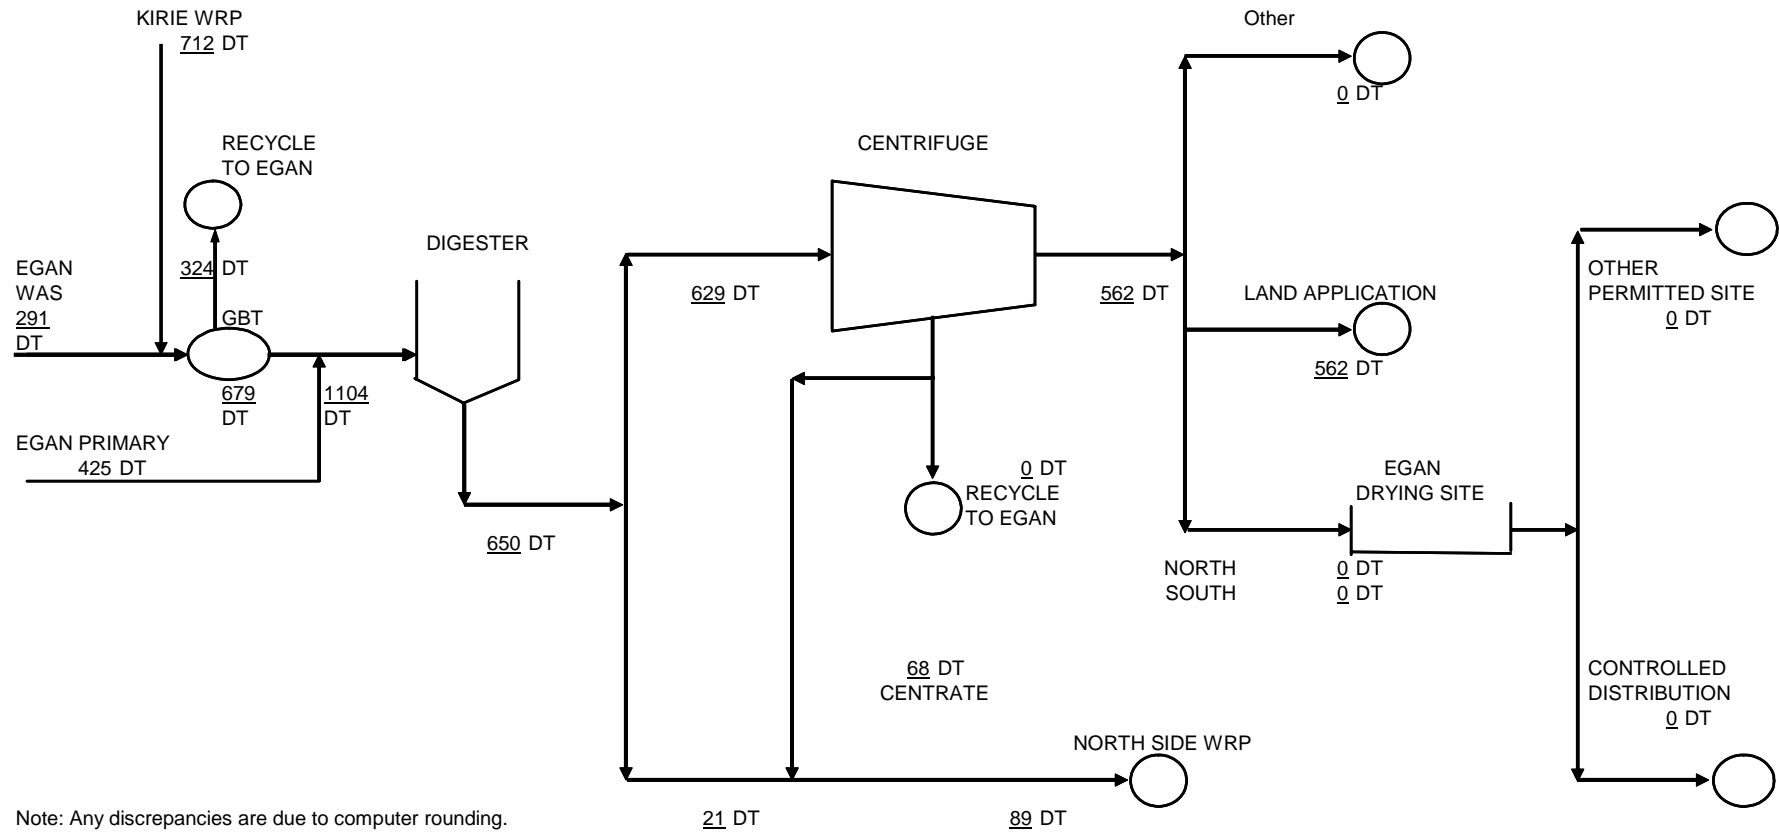 KIRIE WRP
712 DT
Other
0 DT
RECYCLE
TO EGAN
CENTRIFUGE
DIGESTER
324 DT
EGAN
WAS
291
DT
GBT
679
DT
1104
DT
EGAN PRIMARY
425 DT
629 DT
562 DT
LAND APPLICATION
562 DT
OTHER
PERMITTED SITE
0 DT
0 DT
RECYCLE
TO EGAN
EGAN
DRYING SITE
650 DT
NORTH
SOUTH
0 DT
0 DT
68 DT
CENTRATE
CONTROLLED
DISTRIBUTION
0 DT
NORTH SIDE WRP
Note: Any discrepancies are due to computer rounding.
21 DT
89 DT